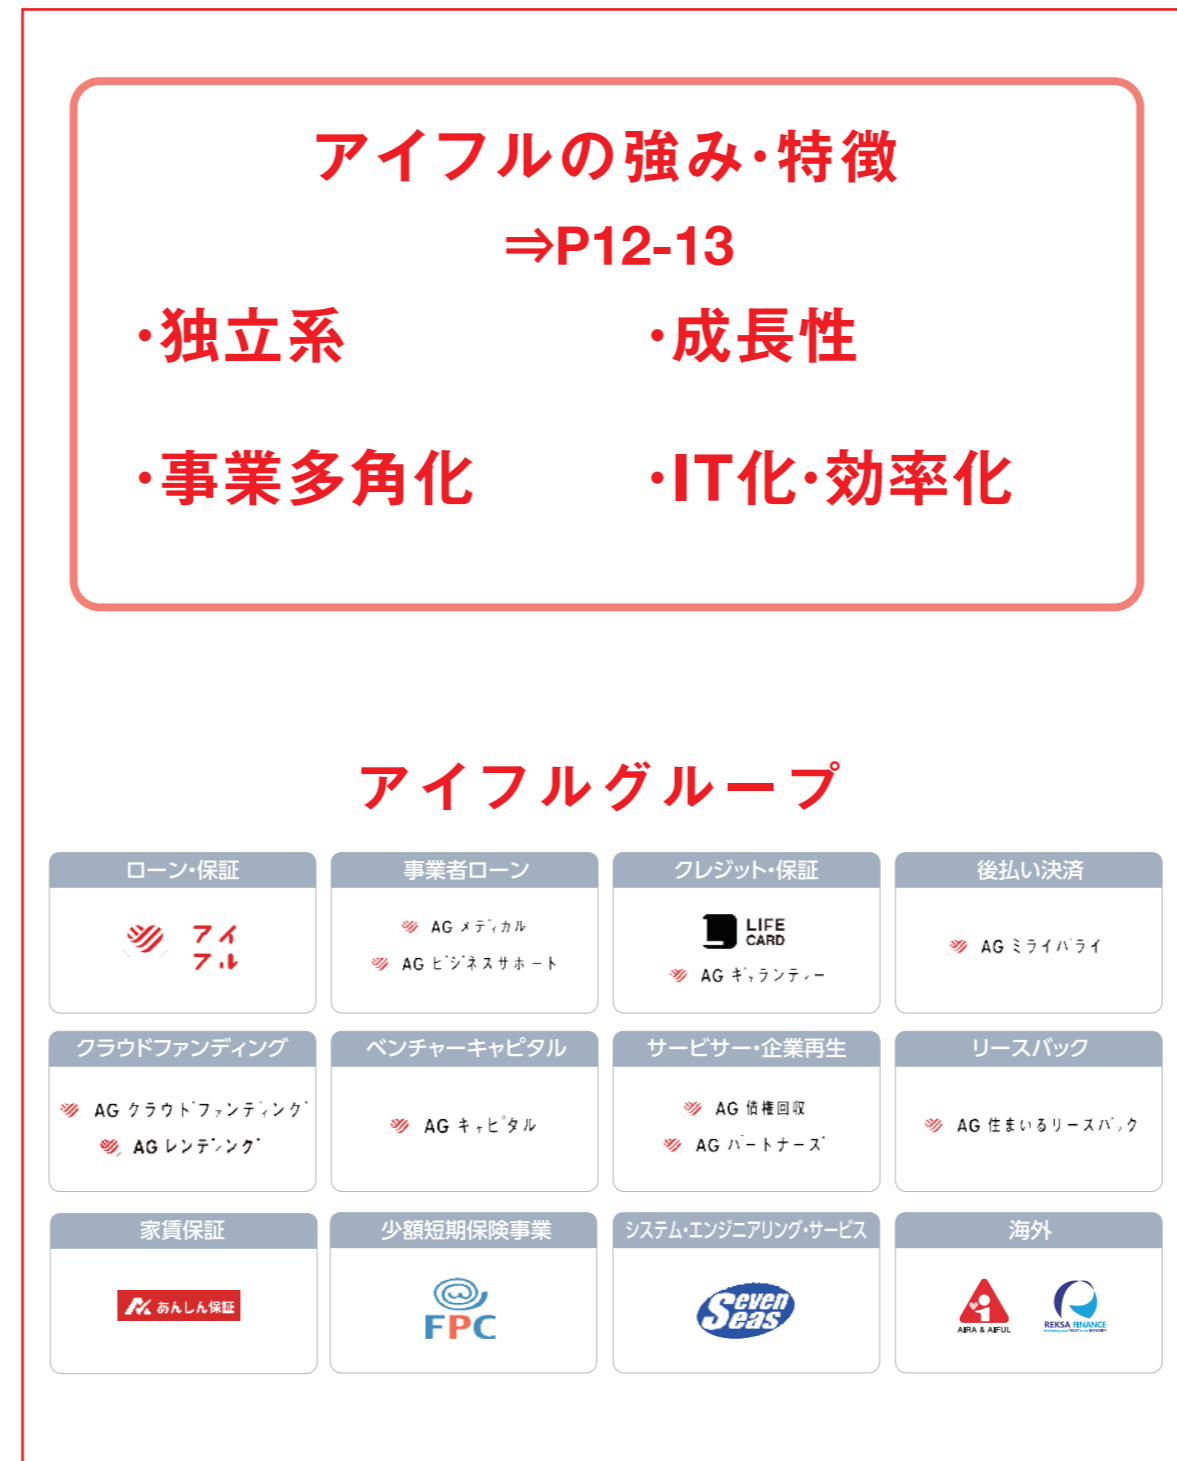 アイフルの強み・特徴
⇒P12-13
・独立系
・成長性
・事業多角化
・IT化・効率化
アイフルグループ
ローン・保証
アイ
フル
事業者ローン
AG メディカル
AG ビジネスサポート
クレジット・保証
LIFE
CARD
AG ギャランティー
後払い決済
AG ミライバライ
クラウドファンディング
AG クラウドファンディング
AG レンディング
ベンチャーキャピタル
AG キャピタル
サービサー・企業再生
AG 債権回収
AG パートナーズ
リースバック
AG 住まいるリースバック
家賃保証
あんしん保証
少額短期保険事業
FPC
システム・エンジニアリング・サービス
Seven
Seas
海外
AIRA & AIFUL
REKSA FINANCE